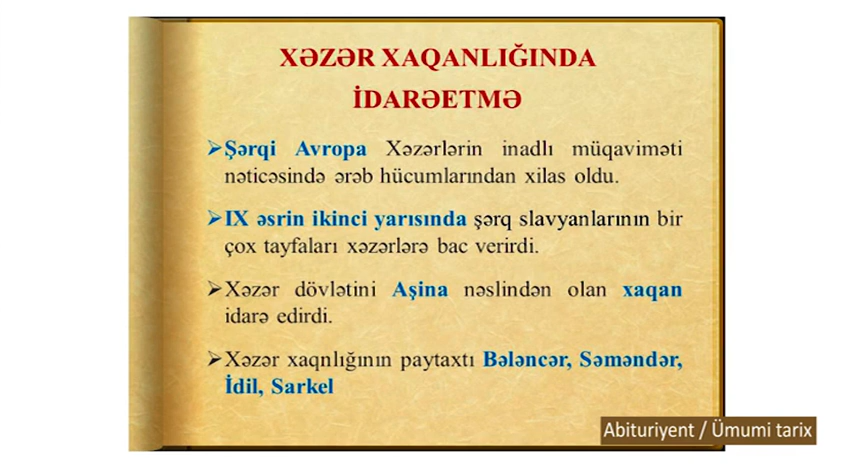 XƏZƏR XAQANLIĞINDA
İDARƏETMƏ
➢Şərqi Avropa Xəzərlərin inadlı müqaviməti
nəticəsində ərəb hücumlarından xilas oldu.
➢IX əsrin ikinci yarısında şərq slavyanlarının bir
çox tayfaları xəzərlərə bac verirdi.
➢Xəzər dövlətini Aşina nəslindən olan xaqan
idarə edirdi.
➢Xəzər xaqnlığının paytaxtı Bələncər, Səməndər,
İdil, Sarkel
Abituriyent / Ümumi tarix